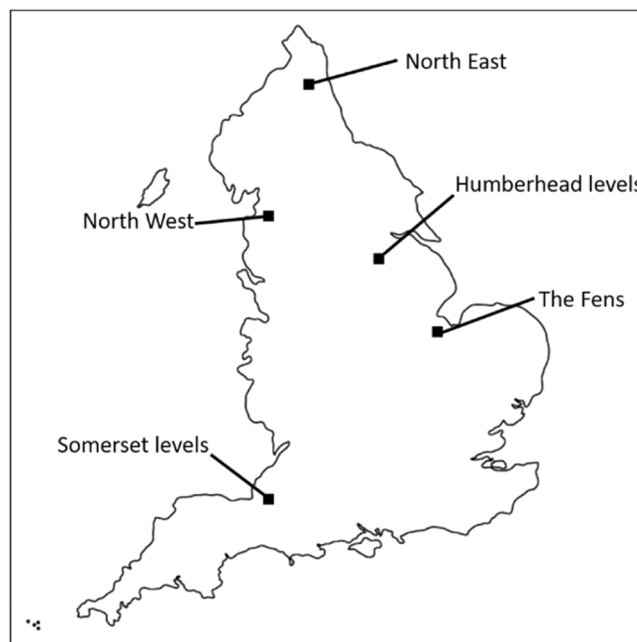 North East
Humberhead levels
North West
The Fens
Somerset levels